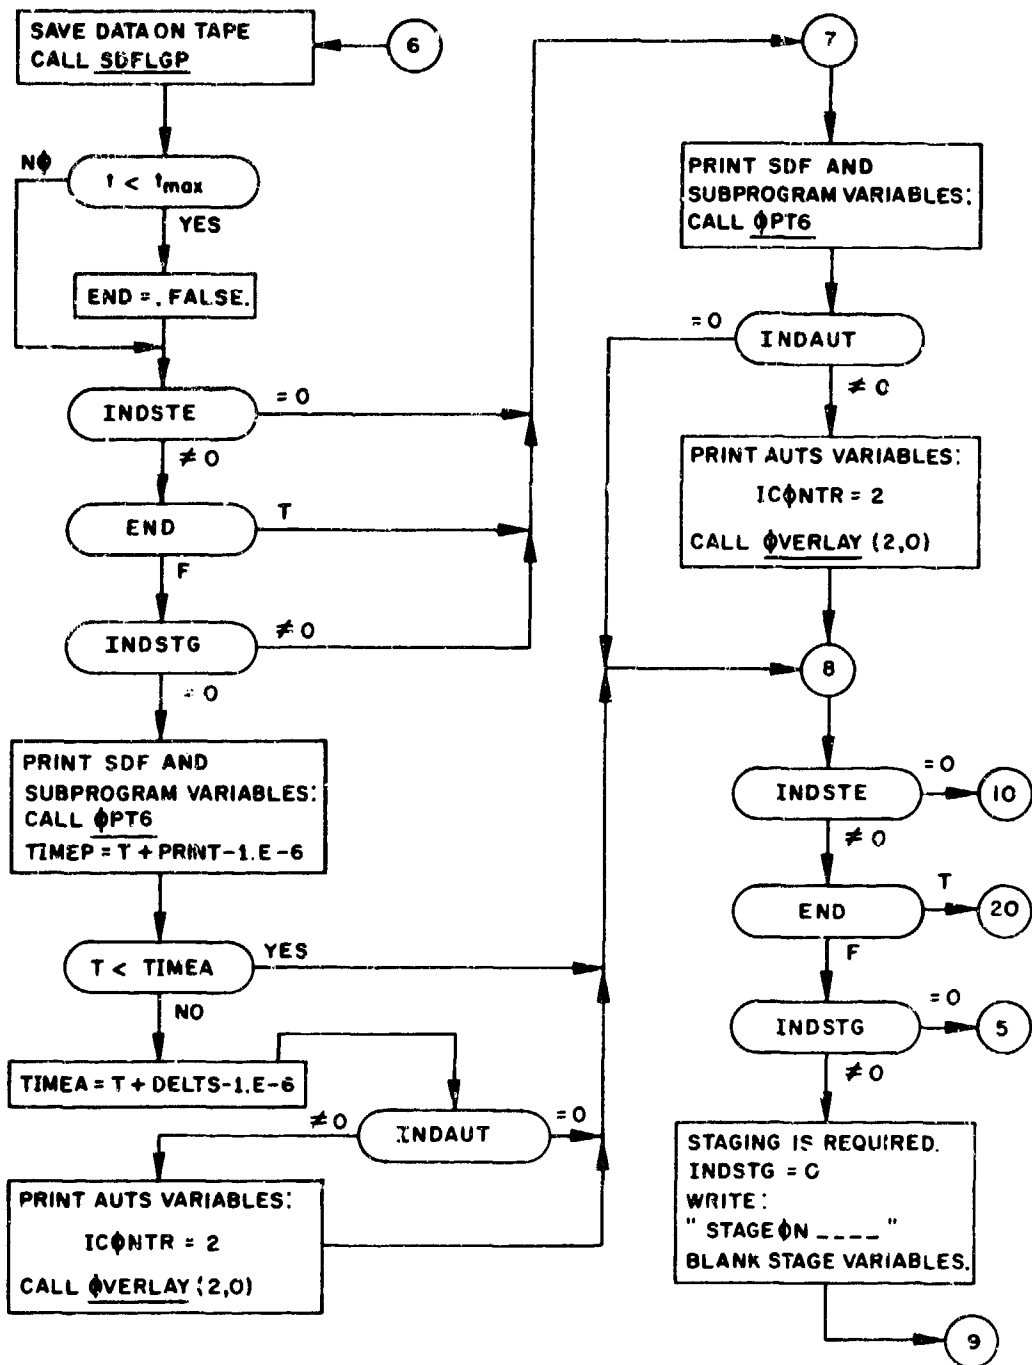 SAVE DATA ON TAPE
CALL SDFLGP
6
t < tmax
NΦ
YES
END = . FALSE.
INDSTE
= 0
≠ 0
END
T
F
INDSTG
≠ 0
= 0
PRINT SDF AND
SUBPROGRAM VARIABLES:
CALL ΦPT6
TIMEP = T + PRINT-1.E-6
T < TIMEA
YES
NO
TIMEA = T + DELTS-1.E-6
INDAUT
≠ 0
= 0
PRINT AUTS VARIABLES:
ICΦNTR = 2
CALL ΦVERLAY (2,0)
7
PRINT SDF AND
SUBPROGRAM VARIABLES:
CALL ΦPT6
INDAUT
= 0
≠ 0
PRINT AUTS VARIABLES:
ICΦNTR = 2
CALL ΦVERLAY (2,0)
8
INDSTE
= 0
10
≠ 0
END
T
20
F
INDSTG
= 0
5
≠ 0
STAGING IS REQUIRED.
INDSTG = 0
WRITE:
" STAGE ΦN _ _ _ _ "
BLANK STAGE VARIABLES.
9